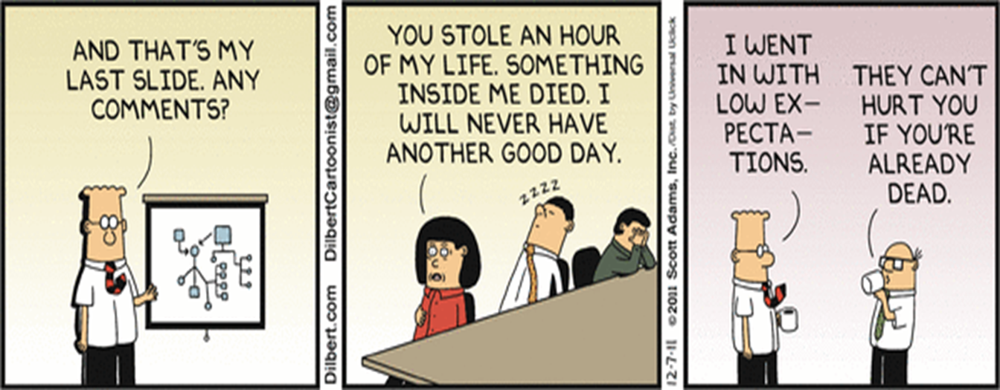 AND THAT'S MY
LAST SLIDE. ANY
COMMENTS?
Dilbert.com DilbertCartoonist@gmail.com
YOU STOLE AN HOUR
OF MY LIFE. SOMETHING
INSIDE ME DIED. I
WILL NEVER HAVE
ANOTHER GOOD DAY.
ZZZZ
12-7-11 ©2011 Scott Adams, Inc. /Dist. by Universal Uclick
I WENT
IN WITH
LOW EX-
PECTA-
TIONS.
THEY CAN'T
HURT YOU
IF YOU'RE
ALREADY
DEAD.